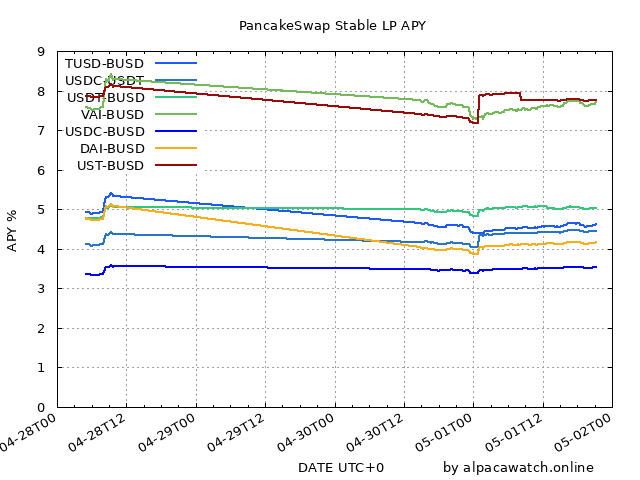 PancakeSwap Stable LP APY
TUSD-BUSD
USDC-USDT
USDT-BUSD
VAI-BUSD
USDC-BUSD
DAI-BUSD
UST-BUSD
APY %
9
8
7
6
5
4
3
2
1
0
04-28T00
04-28T12
04-29T00
04-29T12
04-30T00
04-30T12
05-01T00
05-01T12
05-02T00
DATE UTC+0
by alpacawatch.online